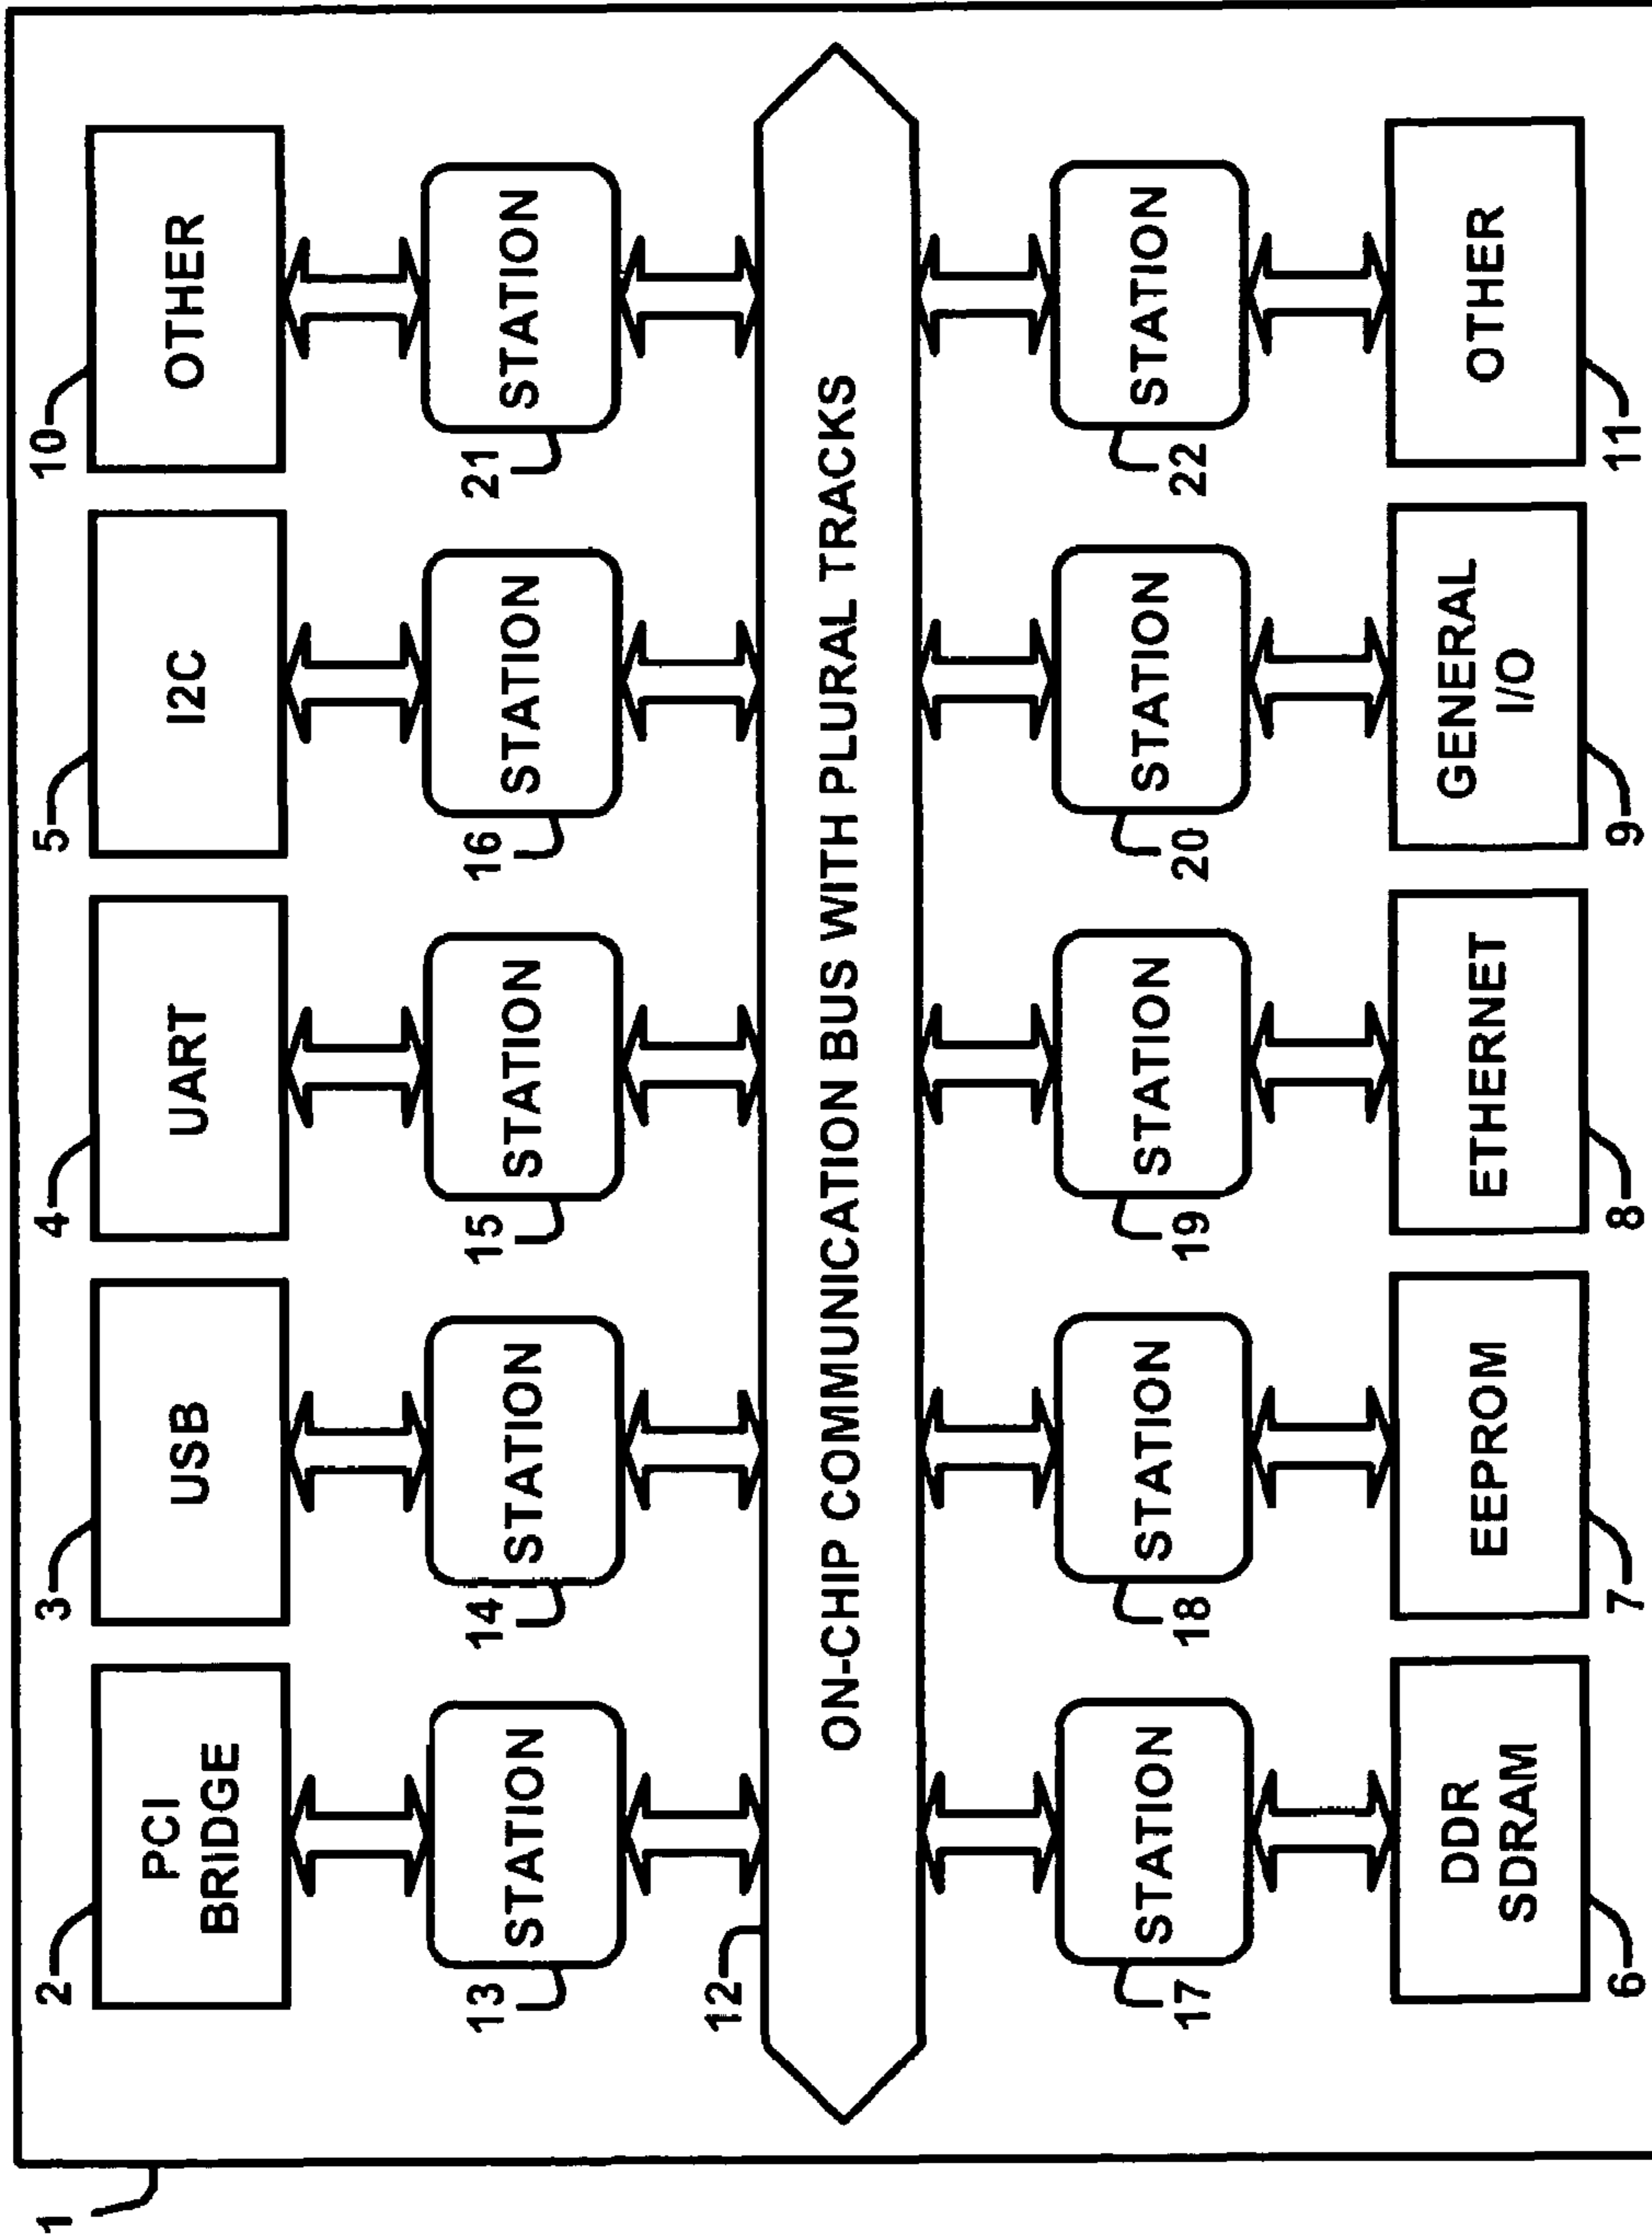 1
2
PCI
BRIDGE
3
USB
4
UART
5
I2C
10
OTHER
13
STATION
14
STATION
15
STATION
16
STATION
21
STATION
12
ON-CHIP COMMUNICATION BUS WITH PLURAL TRACKS
STATION
17
STATION
18
STATION
19
STATION
20
STATION
22
DDR
SDRAM
6
EEPROM
7
ETHERNET
8
GENERAL
I/O
9
OTHER
11